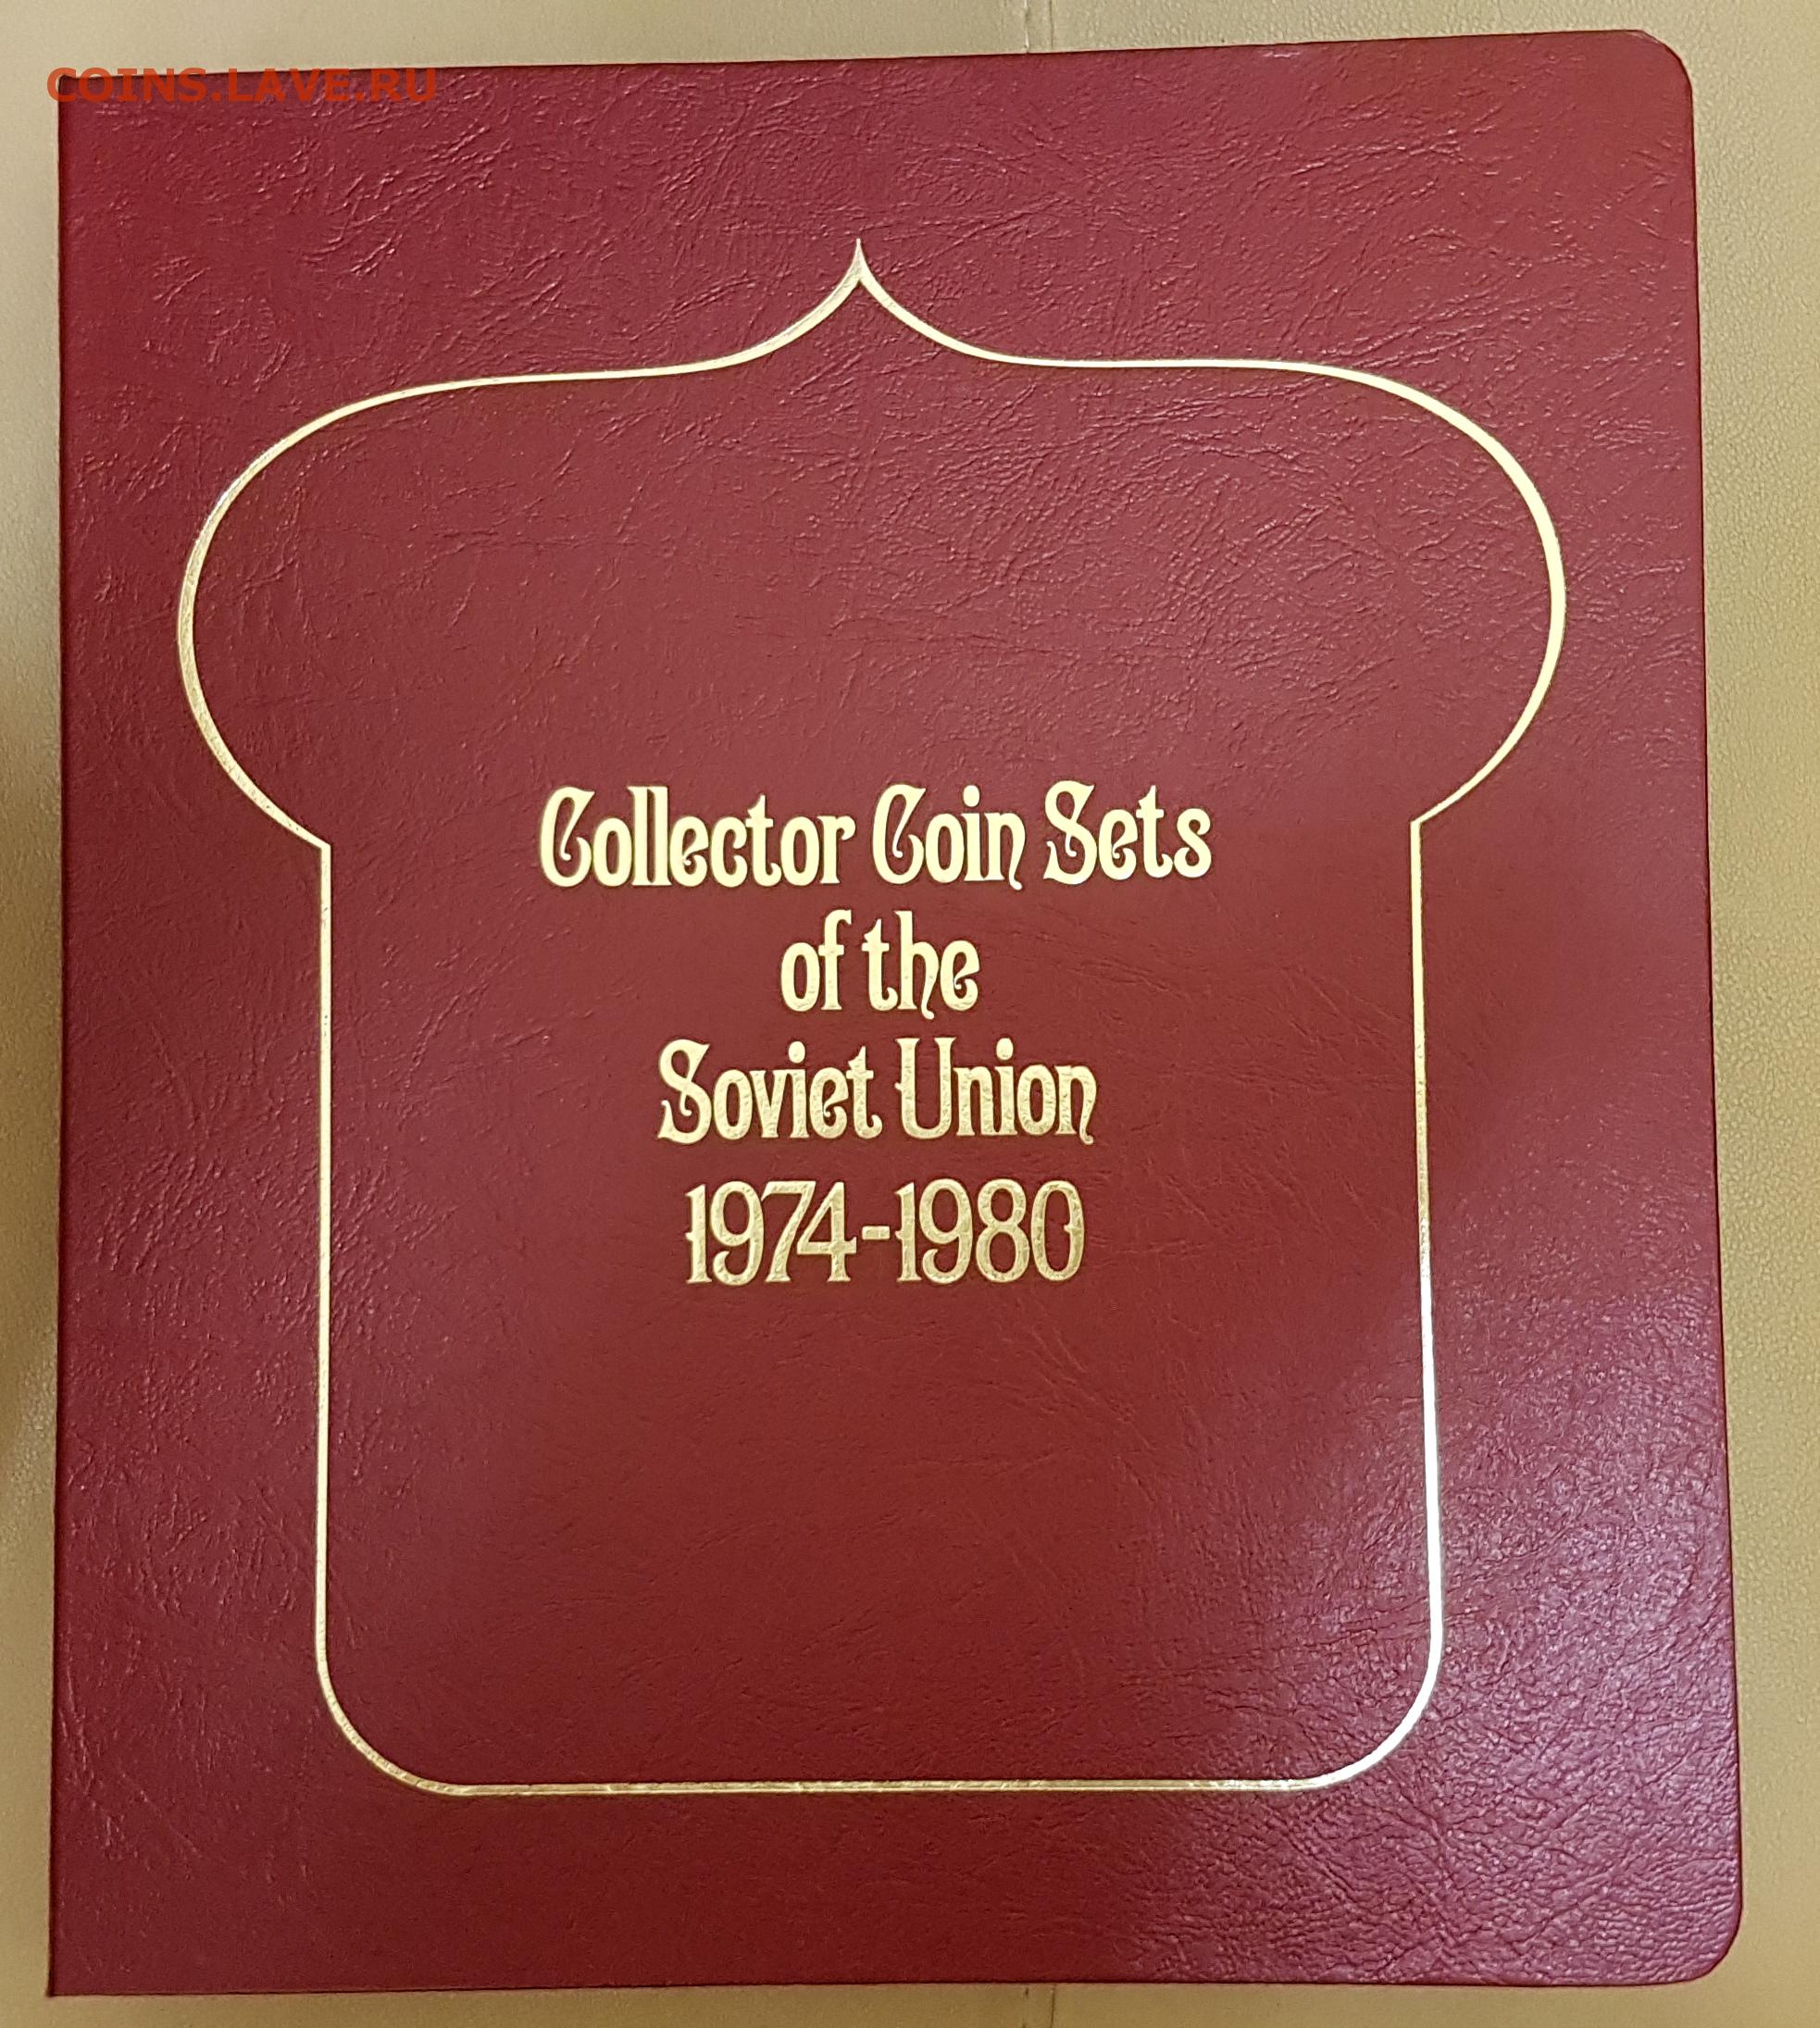 COINS.LAVE.RU
Collector Coin Sets
of the
Soviet Union
1974-1980